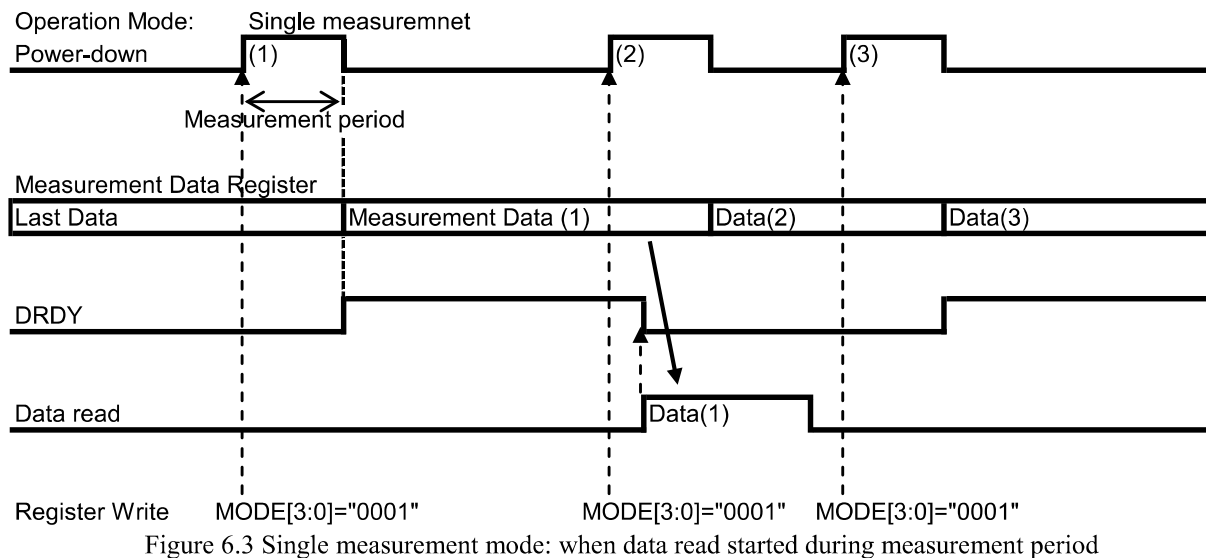 Operation Mode: Single measuremnet
Power-down (1) (2) (3)
Measurement period
Measurement Data Register
Last Data Measurement Data (1) Data(2) Data(3)
DRDY
Data read Data(1)
Register Write MODE[3:0]="0001" MODE[3:0]="0001" MODE[3:0]="0001"
Figure 6.3 Single measurement mode: when data read started during measurement period